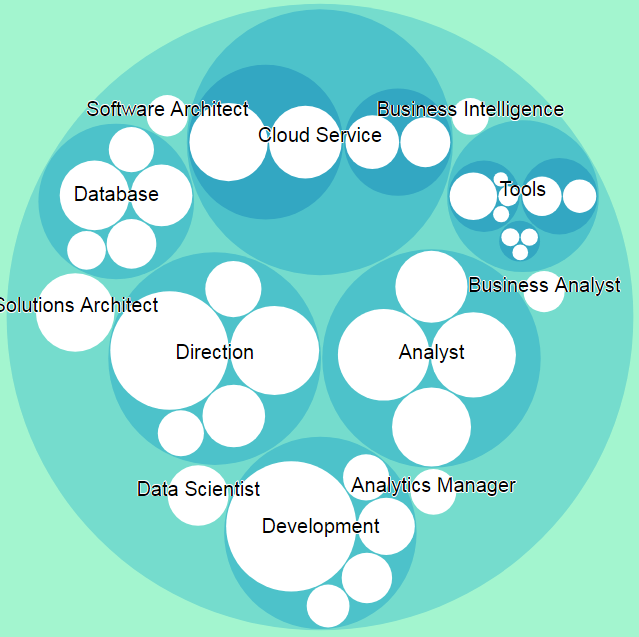 Software Architect
Business Intelligence
Cloud Service
Database
Tools
Business Analyst
Solutions Architect
Direction
Analyst
Data Scientist
Analytics Manager
Development